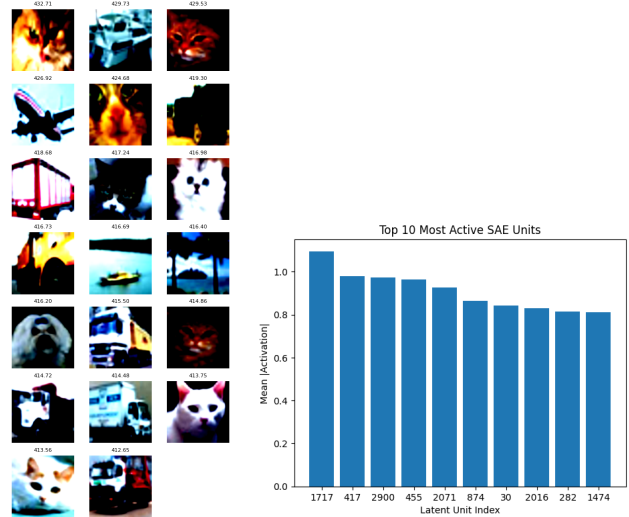 432.71 429.73 429.53
426.92 424.68 419.30
418.68 417.24 416.98
416.73 416.69 416.40
416.20 415.50 414.86
414.72 414.48 413.75
413.56 412.65
Top 10 Most Active SAE Units
Mean |Activation|
1.0
0.8
0.6
0.4
0.2
0.0
1717 417 2900 455 2071 874 30 2016 282 1474
Latent Unit Index